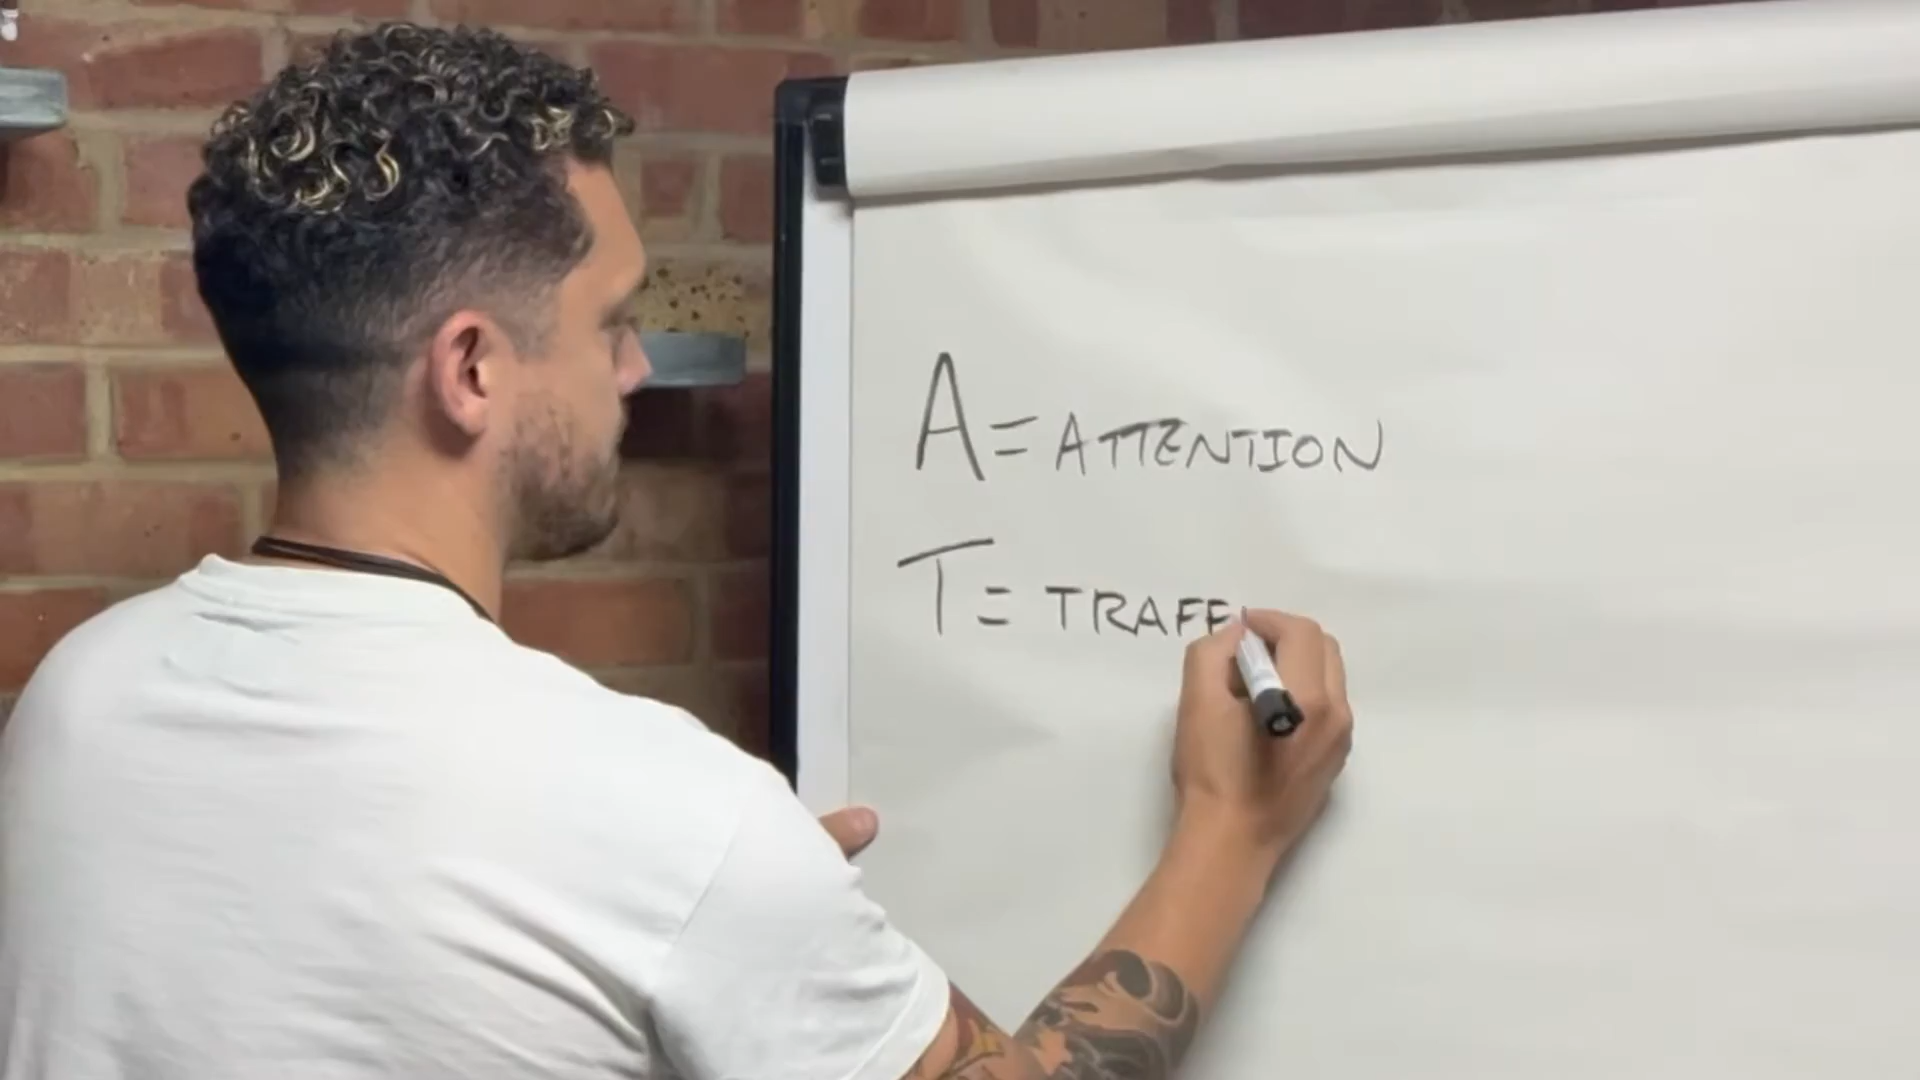 A = ATTENTION
T = TRAFF